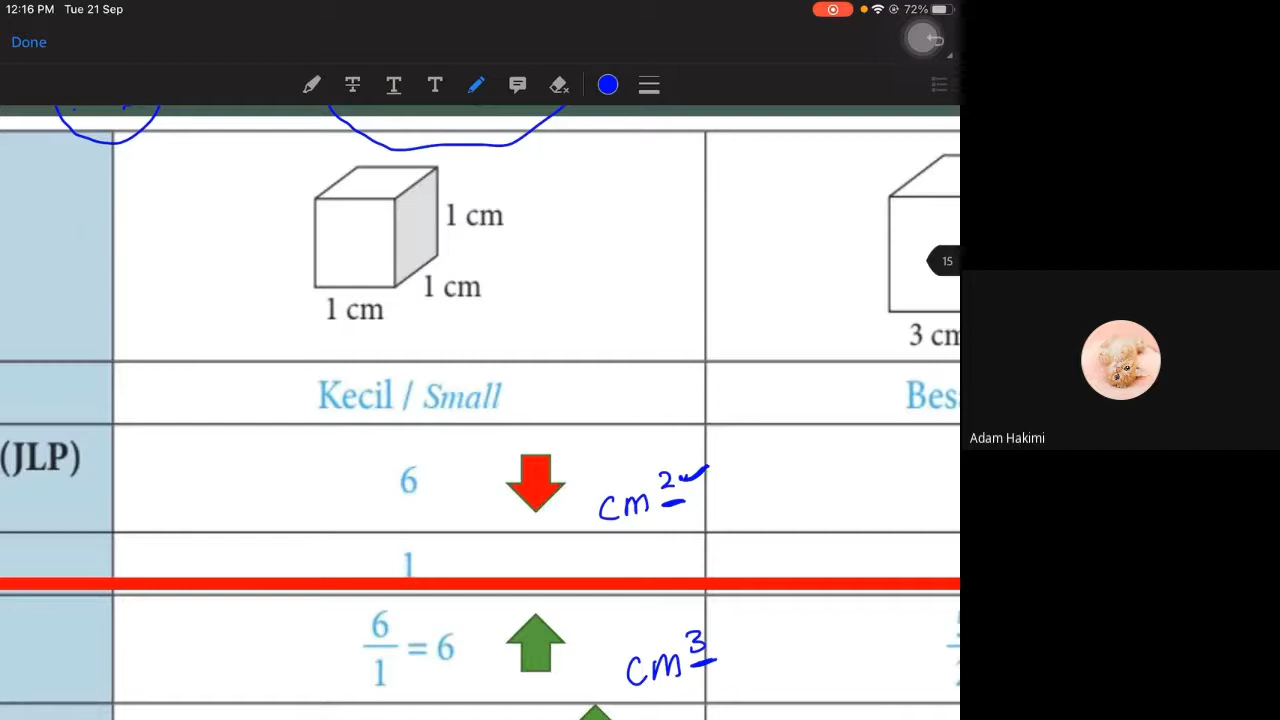 12:16 PM Tue 21 Sep
72%
Done
T T T
1 cm
1 cm
1 cm
15
3 cm
Kecil / Small
Bes
(JLP)
6
cm²
1
6/1 = 6
cm³
Adam Hakimi